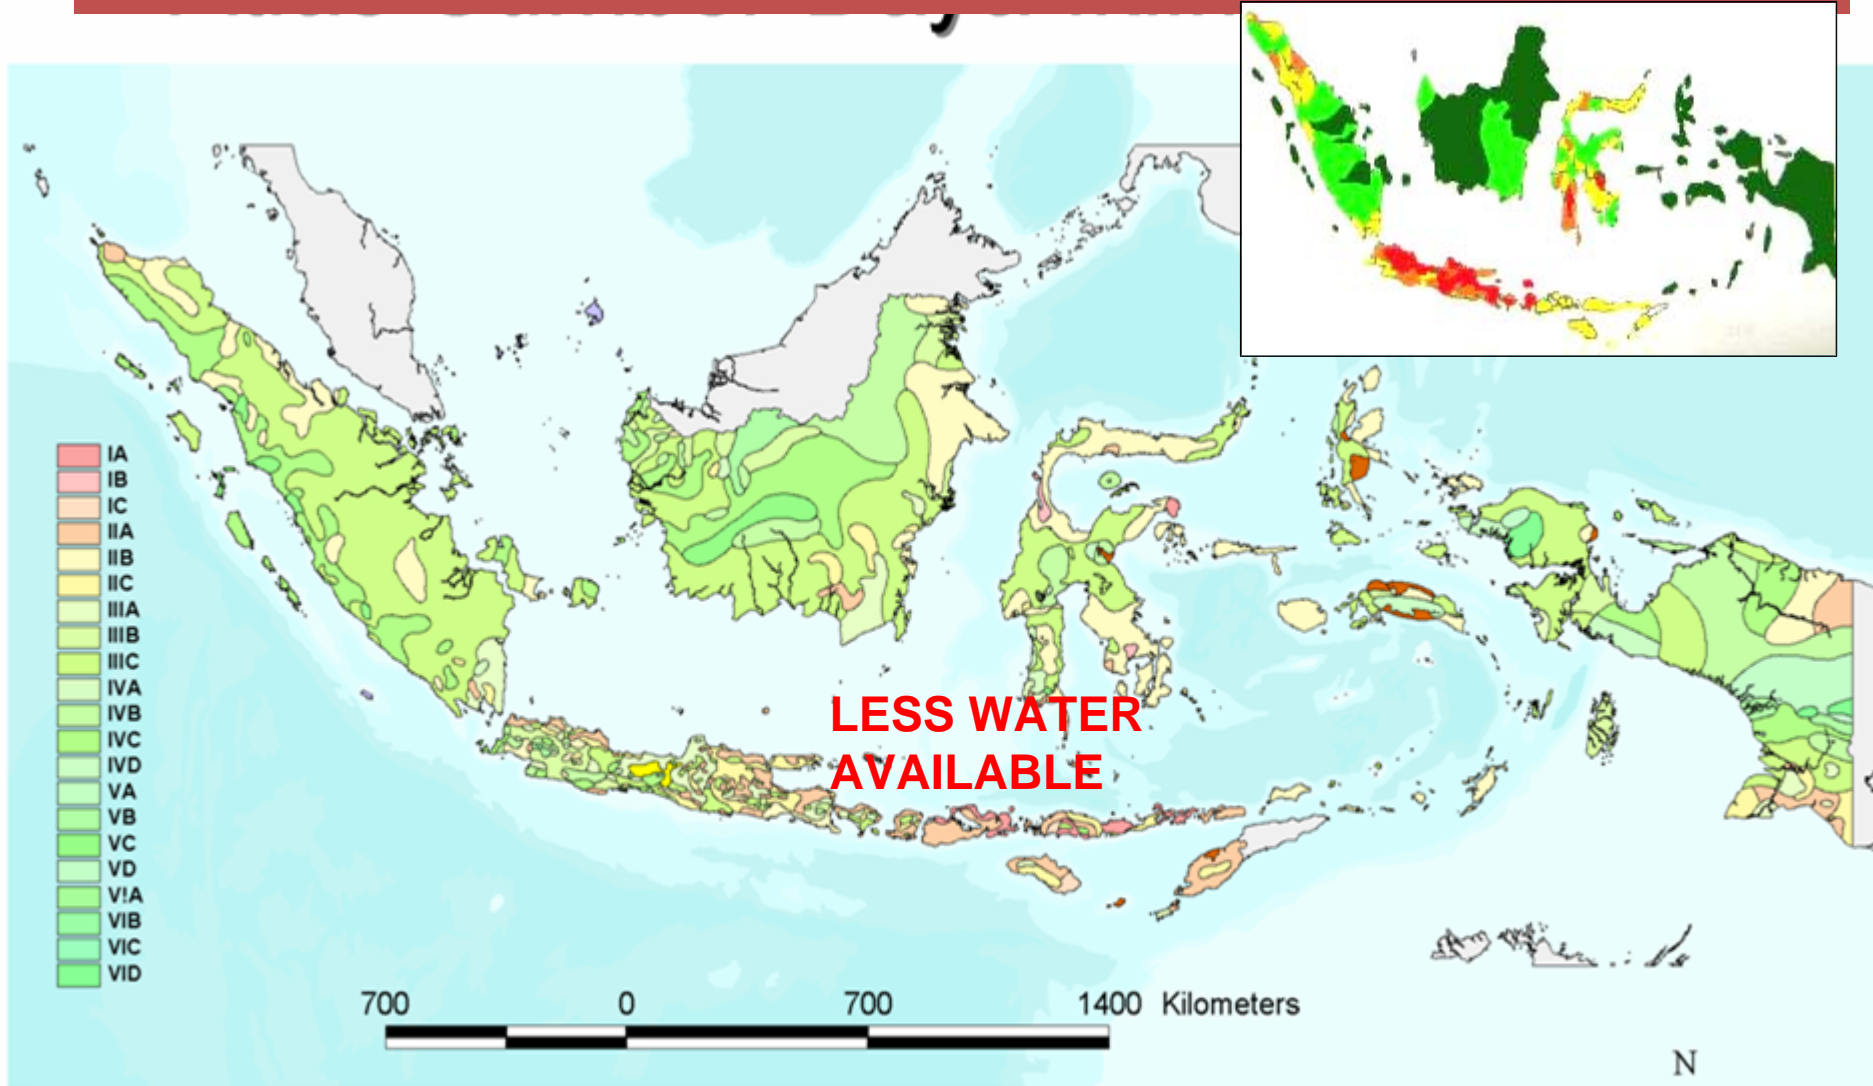 IA
IB
IC
IIA
IIB
IIC
IIIA
IIIB
IIIC
IVA
IVB
IVC
IVD
VA
VB
VC
VD
V!A
VIB
VIC
VID
LESS WATER
AVAILABLE
700 0 700 1400 Kilometers
N